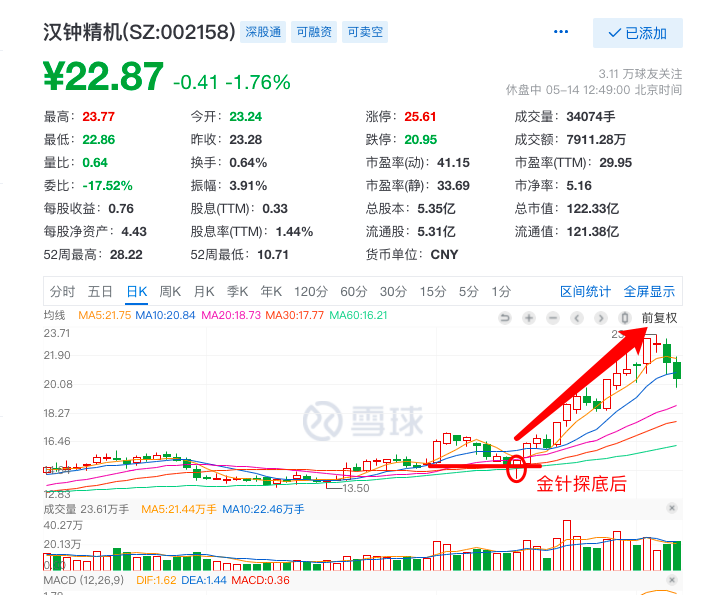 汉钟精机(SZ:002158) 深股通 可融资 可卖空 ··· 已添加
¥22.87 -0.41 -1.76%
3.11 万球友关注
休盘中 05-14 12:49:00 北京时间
最高: 23.77 今开: 23.24 涨停: 25.61 成交量: 34074手
最低: 22.86 昨收: 23.28 跌停: 20.95 成交额: 7911.28万
量比: 0.64 换手: 0.64% 市盈率(动): 41.15 市盈率(TTM): 29.95
委比: -17.52% 振幅: 3.91% 市盈率(静): 33.69 市净率: 5.16
每股收益: 0.76 股息(TTM): 0.33 总股本: 5.35亿 总市值: 122.33亿
每股净资产: 4.43 股息率(TTM): 1.44% 流通股: 5.31亿 流通值: 121.38亿
52周最高: 28.22 52周最低: 10.71 货币单位: CNY
分时 五日 日K 周K 月K 季K 年K 120分 60分 30分 15分 5分 1分 区间统计 全屏显示
均线 MA5:21.75 MA10:20.84 MA20:18.73 MA30:17.77 MA60:16.21 前复权
23.71
21.90
20.08
18.27
雪球
16.46
金针探底后
13.50
12.83
成交量 23.61万手 MA5:21.44万手 MA10:22.46万手
40.27万
20.13万
MACD (12,26,9) DIF:1.62 DEA:1.44 MACD:0.36